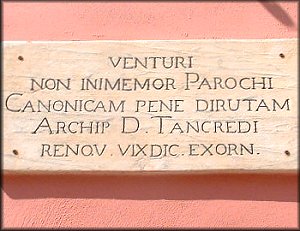 VENTURI
NON INIMEMOR PAROCHI
CANONICAM PENE DIRUTAM
ARCHIP D. TANCREDI
RENOV. VIXDIC. EXORN.